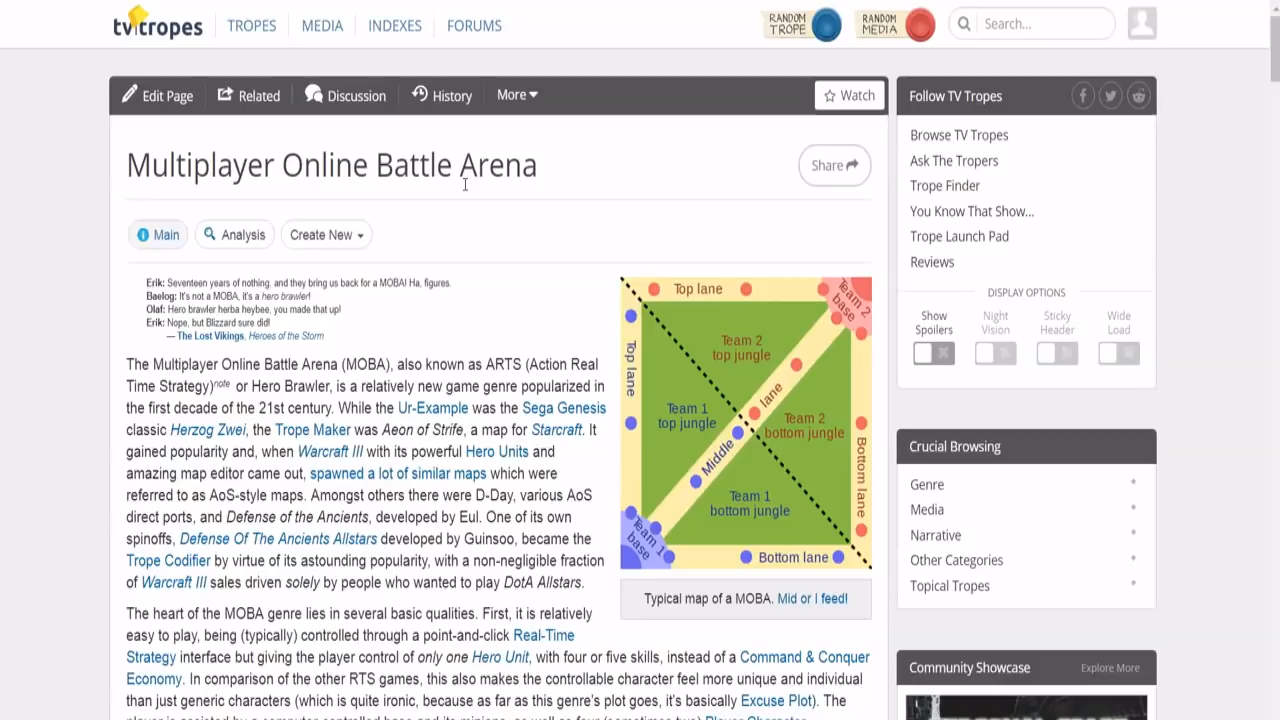 tvtropes
TROPES
MEDIA
INDEXES
FORUMS
RANDOM TROPE
RANDOM MEDIA
Search...
Edit Page
Related
Discussion
History
More
Watch
Multiplayer Online Battle Arena
Share
Main
Analysis
Create New
Erik: Seventeen years of nothing, and they bring us back for a MOBA! Ha, figures.
Baelog: It's not a MOBA, it's a hero brawler!
Olaf: Hero brawler herba heybee, you made that up!
Erik: Nope, but Blizzard sure did!
— The Lost Vikings, Heroes of the Storm
The Multiplayer Online Battle Arena (MOBA), also known as ARTS (Action Real
Time Strategy)note or Hero Brawler, is a relatively new game genre popularized in
the first decade of the 21st century. While the Ur-Example was the Sega Genesis
classic Herzog Zwei, the Trope Maker was Aeon of Strife, a map for Starcraft. It
gained popularity and, when Warcraft III with its powerful Hero Units and
amazing map editor came out, spawned a lot of similar maps which were
referred to as AoS-style maps. Amongst others there were D-Day, various AoS
direct ports, and Defense of the Ancients, developed by Eul. One of its own
spinoffs, Defense Of The Ancients Allstars developed by Guinsoo, became the
Trope Codifier by virtue of its astounding popularity, with a non-negligible fraction
of Warcraft III sales driven solely by people who wanted to play DotA Allstars.
Top lane
Team 2
base
Top lane
Team 2
top jungle
Team 1
top jungle
lane
Team 2
bottom jungle
Middle
Bottom lane
Team 1
bottom jungle
Team 1
base
Bottom lane
Typical map of a MOBA. Mid or I feed!
The heart of the MOBA genre lies in several basic qualities. First, it is relatively
easy to play, being (typically) controlled through a point-and-click Real-Time
Strategy interface but giving the player control of only one Hero Unit, with four or five skills, instead of a Command & Conquer
Economy. In comparison of the other RTS games, this also makes the controllable character feel more unique and individual
than just generic characters (which is quite ironic, because as far as this genre's plot goes, it's basically Excuse Plot). The
player is assisted by a computer-controlled base and its minions, as well as four (sometimes two) Player Character
Follow TV Tropes
Browse TV Tropes
Ask The Tropers
Trope Finder
You Know That Show...
Trope Launch Pad
Reviews
DISPLAY OPTIONS
Show Spoilers
Night Vision
Sticky Header
Wide Load
Crucial Browsing
Genre
Media
Narrative
Other Categories
Topical Tropes
Community Showcase
Explore More